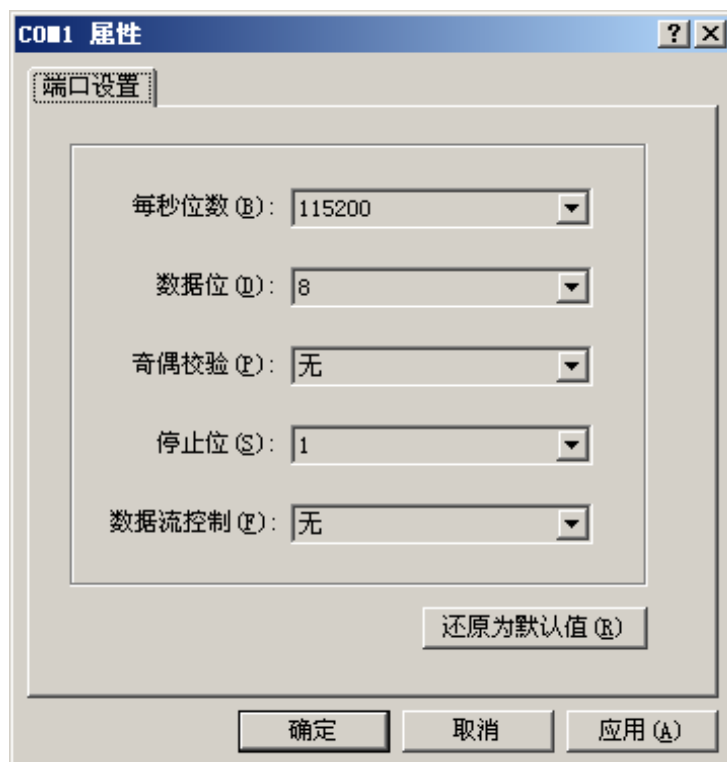 COM1 属性
端口设置
每秒位数(B): 115200
数据位(D): 8
奇偶校验(P): 无
停止位(S): 1
数据流控制(F): 无
还原为默认值(R)
确定 取消 应用(A)